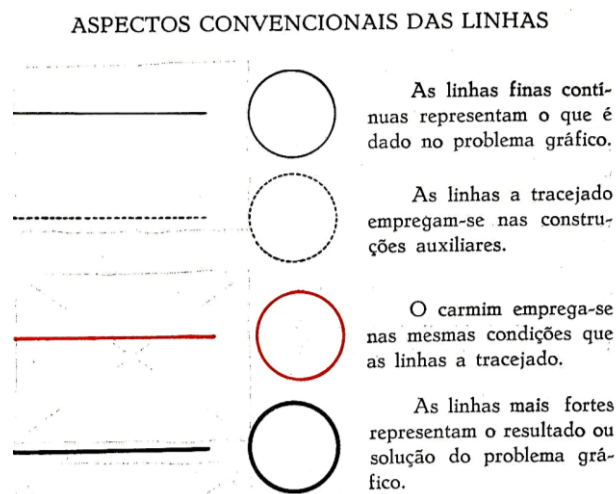 ASPECTOS CONVENCIONAIS DAS LINHAS
As linhas finas contí-
nuas representam o que é
dado no problema gráfico.
As linhas a tracejado
empregam-se nas constru-
ções auxiliares.
O carmim emprega-se
nas mesmas condições que
as linhas a tracejado.
As linhas mais fortes
representam o resultado ou
solução do problema grá-
fico.